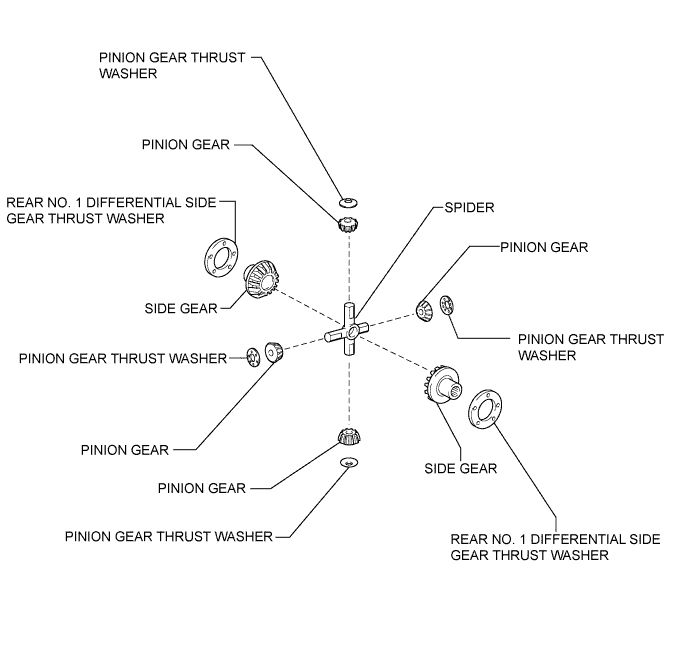 PINION GEAR THRUST
WASHER
PINION GEAR
REAR NO. 1 DIFFERENTIAL SIDE
GEAR THRUST WASHER
SPIDER
PINION GEAR
SIDE GEAR
PINION GEAR THRUST
WASHER
PINION GEAR THRUST WASHER
PINION GEAR
SIDE GEAR
PINION GEAR
PINION GEAR THRUST WASHER
REAR NO. 1 DIFFERENTIAL SIDE
GEAR THRUST WASHER